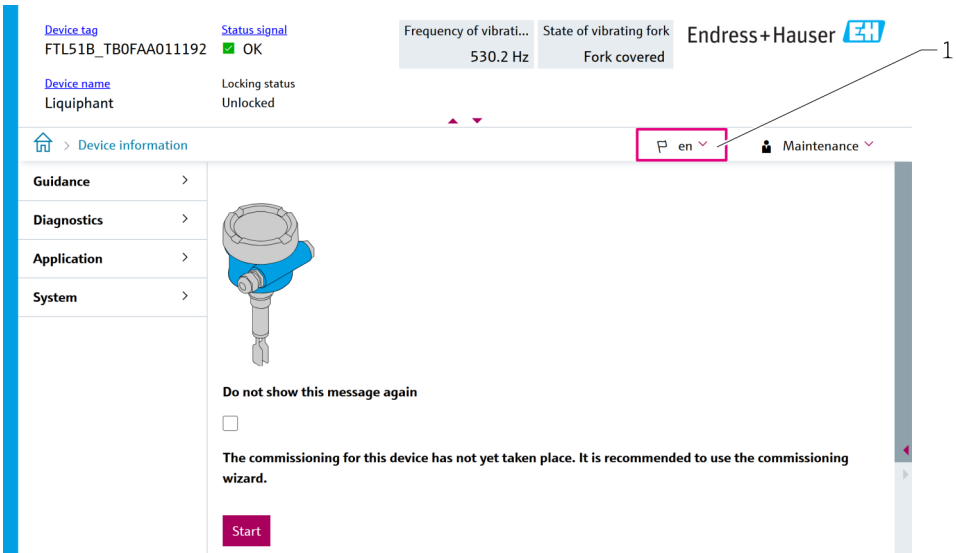 Device tag
FTL51B_TB0FAA011192
Status signal
OK
Frequency of vibrati...
530.2 Hz
State of vibrating fork
Fork covered
Endress+Hauser EH
1
Device name
Liquiphant
Locking status
Unlocked
Device information
en
Maintenance
Guidance
Diagnostics
Application
System
Do not show this message again
The commissioning for this device has not yet taken place. It is recommended to use the commissioning
wizard.
Start